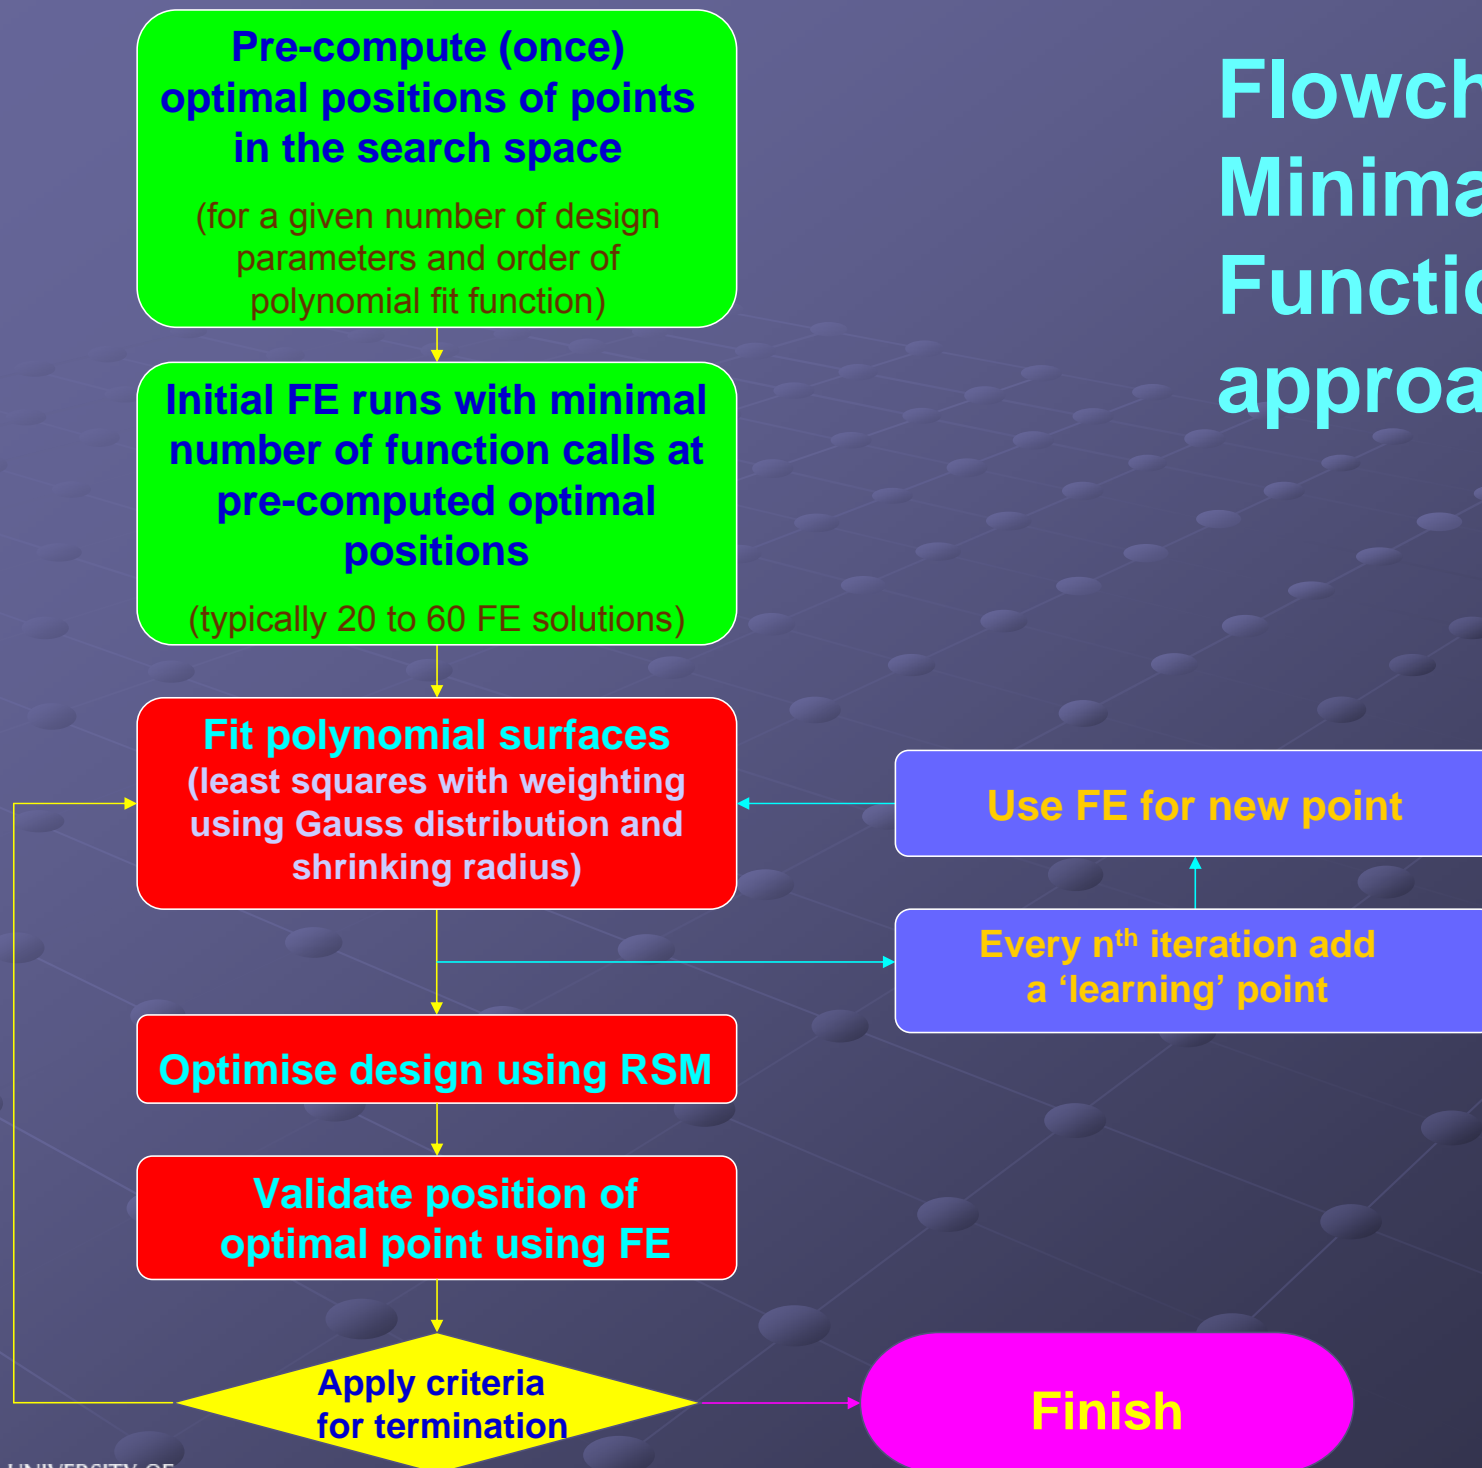 Pre-compute (once)
optimal positions of points
in the search space
(for a given number of design
parameters and order of
polynomial fit function)
Initial FE runs with minimal
number of function calls at
pre-computed optimal
positions
(typically 20 to 60 FE solutions)
Fit polynomial surfaces
(least squares with weighting
using Gauss distribution and
shrinking radius)
Use FE for new point
Every nth iteration add
a ‘learning’ point
Optimise design using RSM
Validate position of
optimal point using FE
Apply criteria
for termination
Finish
UNIVERSITY OF